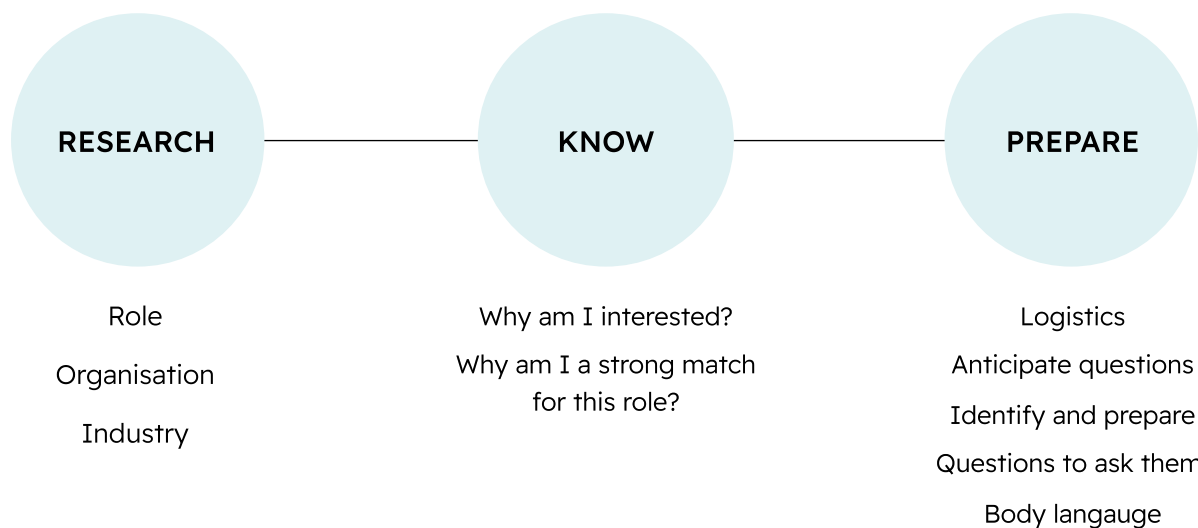 RESEARCH
Role
Organisation
Industry
KNOW
Why am I interested?
Why am I a strong match
for this role?
PREPARE
Logistics
Anticipate questions
Identify and prepare
Questions to ask them
Body langauge